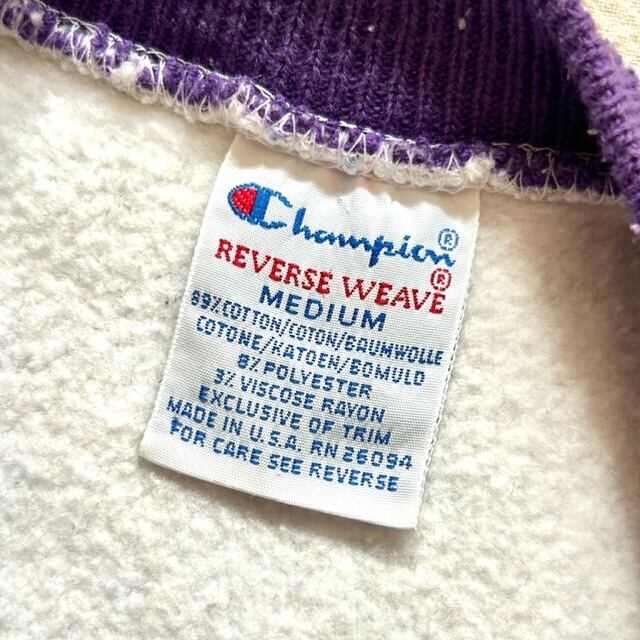 Champion®
REVERSE WEAVE®
MEDIUM
89% COTTON/COTON/BAUMWOLLE
COTONE/KATOEN/BOMULD
8% POLYESTER
3% VISCOSE RAYON
EXCLUSIVE OF TRIM
MADE IN U.S.A. RN 26094
FOR CARE SEE REVERSE